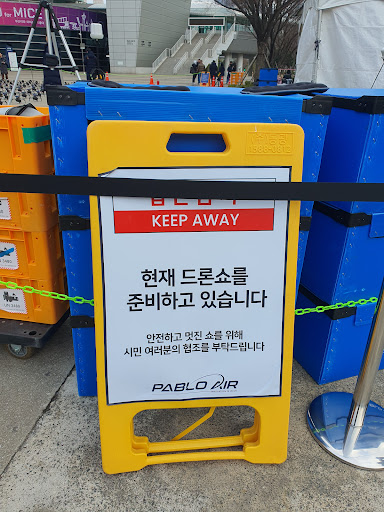 for MIC
KEEP AWAY
현재 드론쇼를
준비하고 있습니다
안전하고 멋진 쇼를 위해
시민 여러분의 협조를 부탁드립니다
PABLO AIR